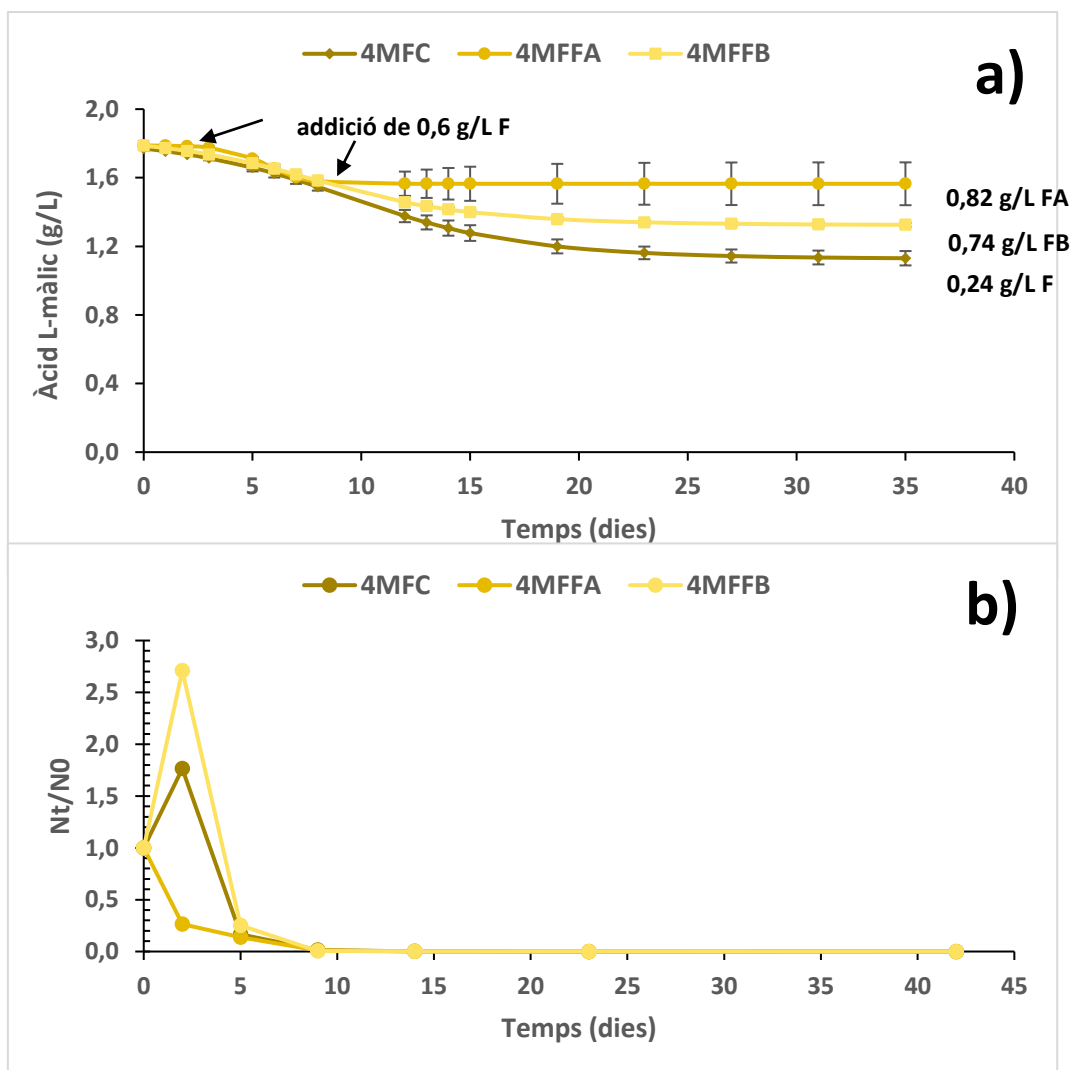 4MFC 4MFFA 4MFFB
a)
addició de 0,6 g/L F
2,0
1,6
1,2
0,8
0,4
0,0
Àcid L-màlic (g/L)
0,82 g/L FA
0,74 g/L FB
0,24 g/L F
0 5 10 15 20 25 30 35 40
Temps (dies)
4MFC 4MFFA 4MFFB
b)
3,0
2,5
2,0
1,5
1,0
0,5
0,0
Nt/N0
0 5 10 15 20 25 30 35 40 45
Temps (dies)